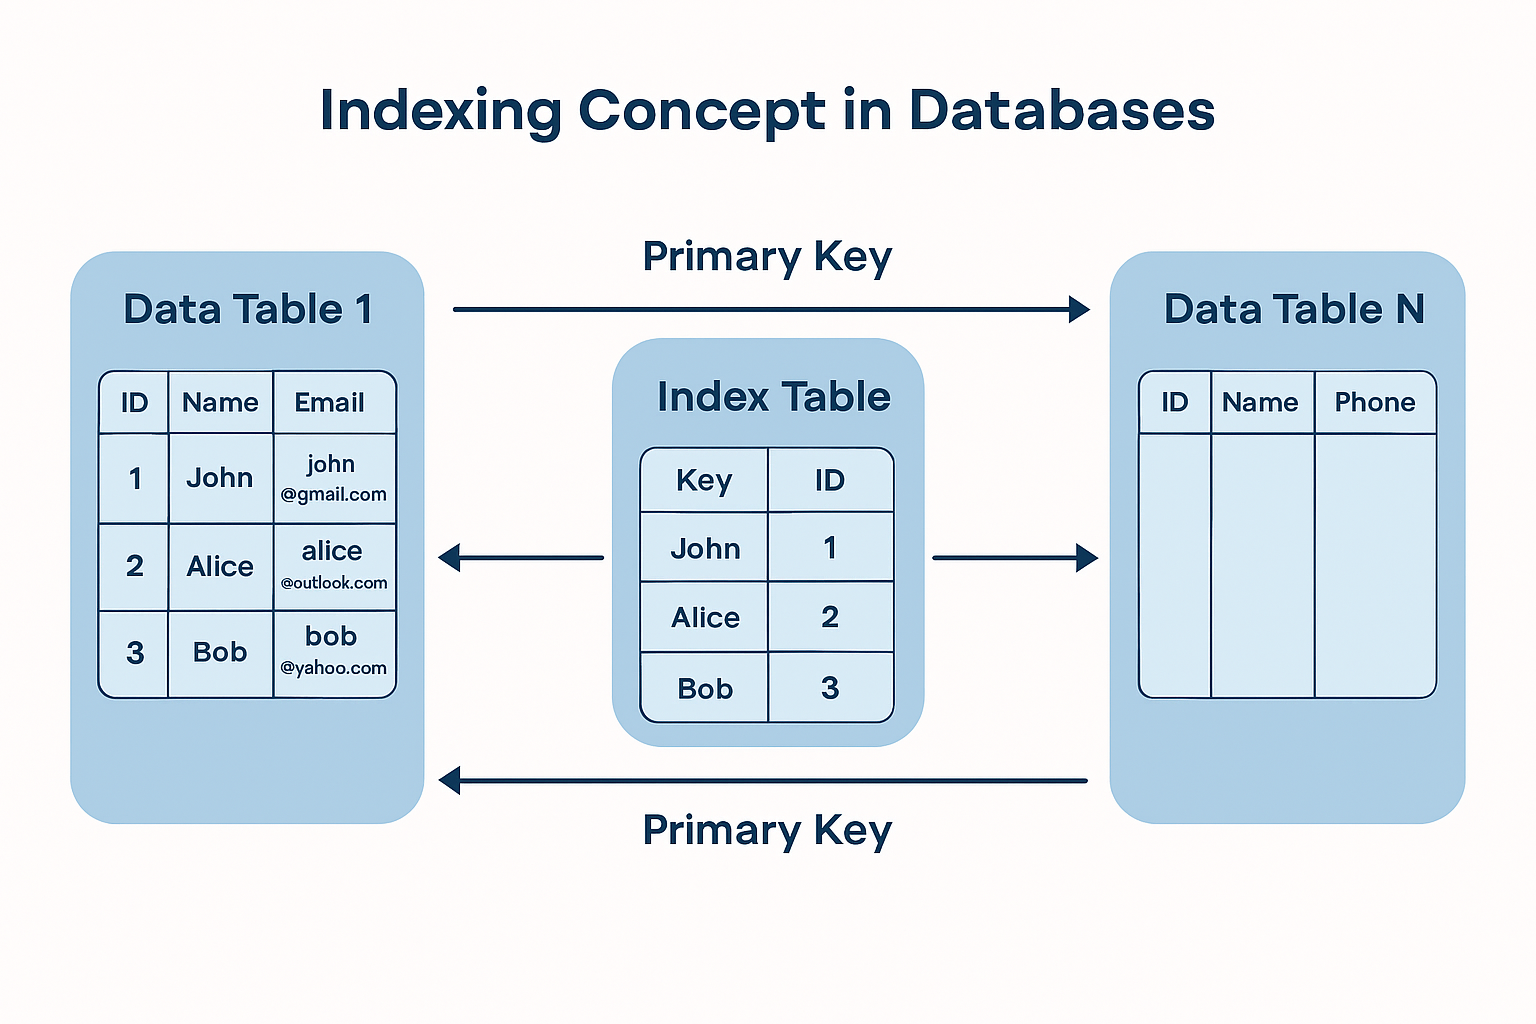 Indexing Concept in Databases
Primary Key
Data Table 1
ID Name Email
1 John john
@gmail.com
2 Alice alice
@outlook.com
3 Bob bob
@yahoo.com
Index Table
Key ID
John 1
Alice 2
Bob 3
Data Table N
ID Name Phone
Primary Key